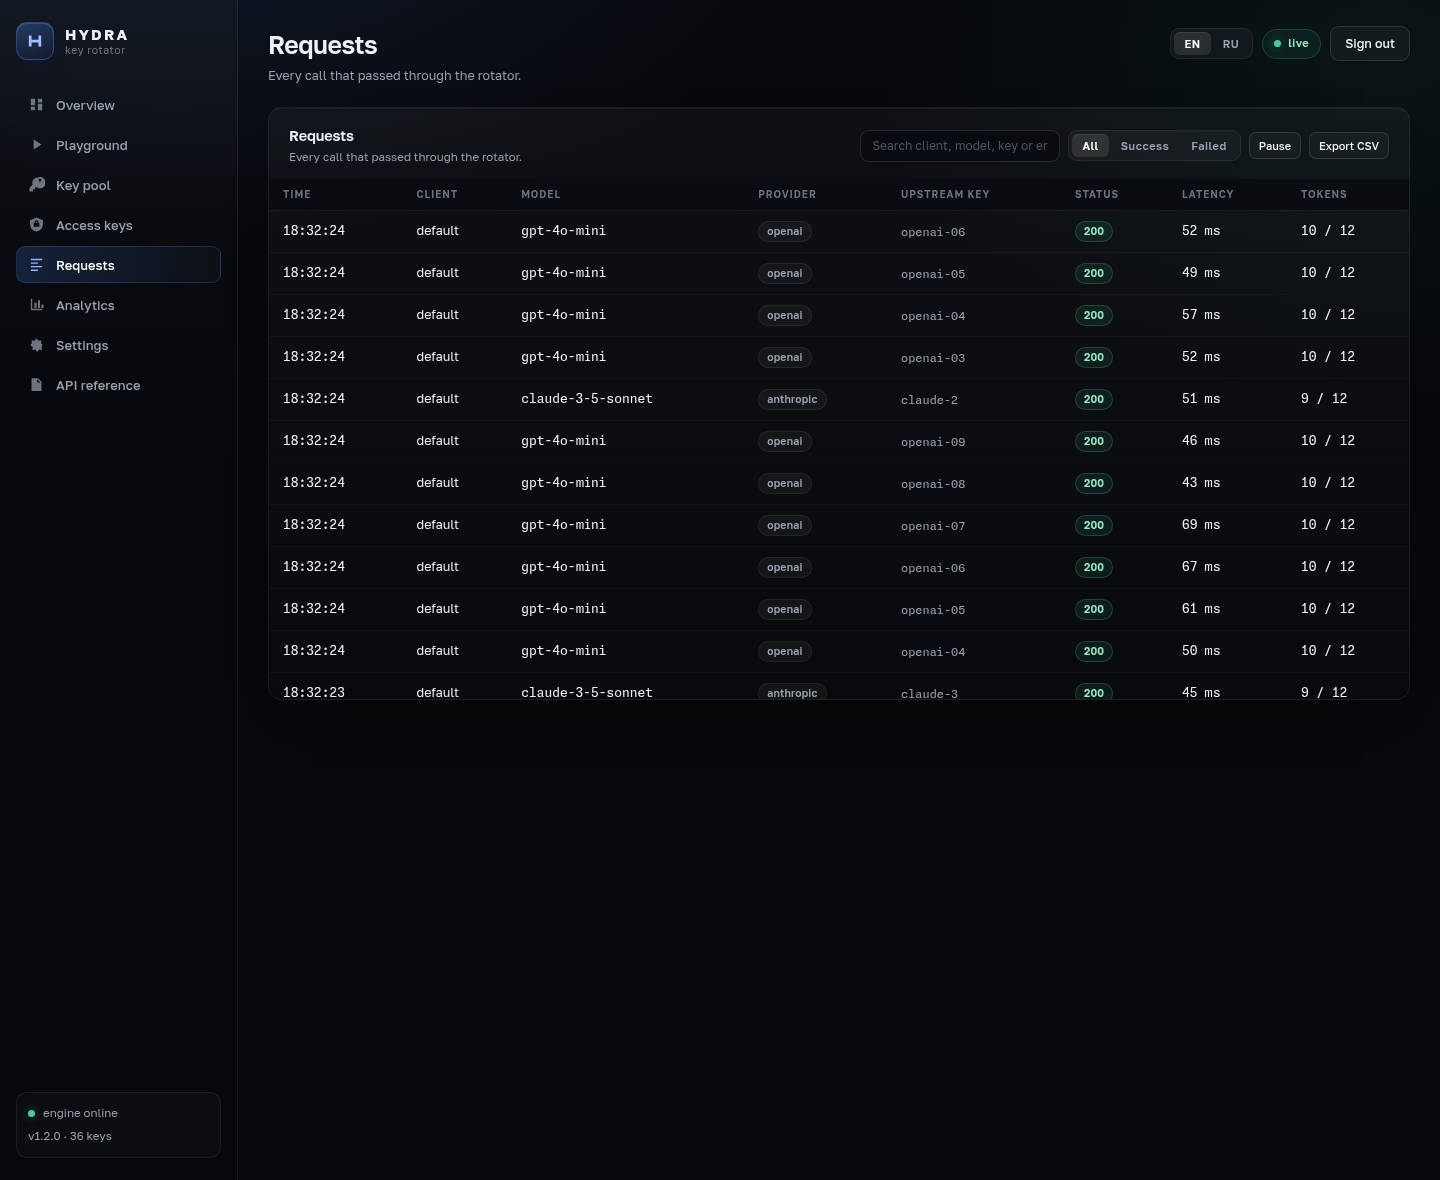 HYDRA
key rotator
Overview
Playground
Key pool
Access keys
Requests
Analytics
Settings
API reference
engine online
v1.2.0 · 36 keys
Requests
Every call that passed through the rotator.
EN RU live Sign out
Requests
Every call that passed through the rotator.
Search client, model, key or er All Success Failed Pause Export CSV
TIME CLIENT MODEL PROVIDER UPSTREAM KEY STATUS LATENCY TOKENS
18:32:24 default gpt-4o-mini openai openai-06 200 52 ms 10 / 12
18:32:24 default gpt-4o-mini openai openai-05 200 49 ms 10 / 12
18:32:24 default gpt-4o-mini openai openai-04 200 57 ms 10 / 12
18:32:24 default gpt-4o-mini openai openai-03 200 52 ms 10 / 12
18:32:24 default claude-3-5-sonnet anthropic claude-2 200 51 ms 9 / 12
18:32:24 default gpt-4o-mini openai openai-09 200 46 ms 10 / 12
18:32:24 default gpt-4o-mini openai openai-08 200 43 ms 10 / 12
18:32:24 default gpt-4o-mini openai openai-07 200 69 ms 10 / 12
18:32:24 default gpt-4o-mini openai openai-06 200 67 ms 10 / 12
18:32:24 default gpt-4o-mini openai openai-05 200 61 ms 10 / 12
18:32:24 default gpt-4o-mini openai openai-04 200 50 ms 10 / 12
18:32:23 default claude-3-5-sonnet anthropic claude-3 200 45 ms 9 / 12